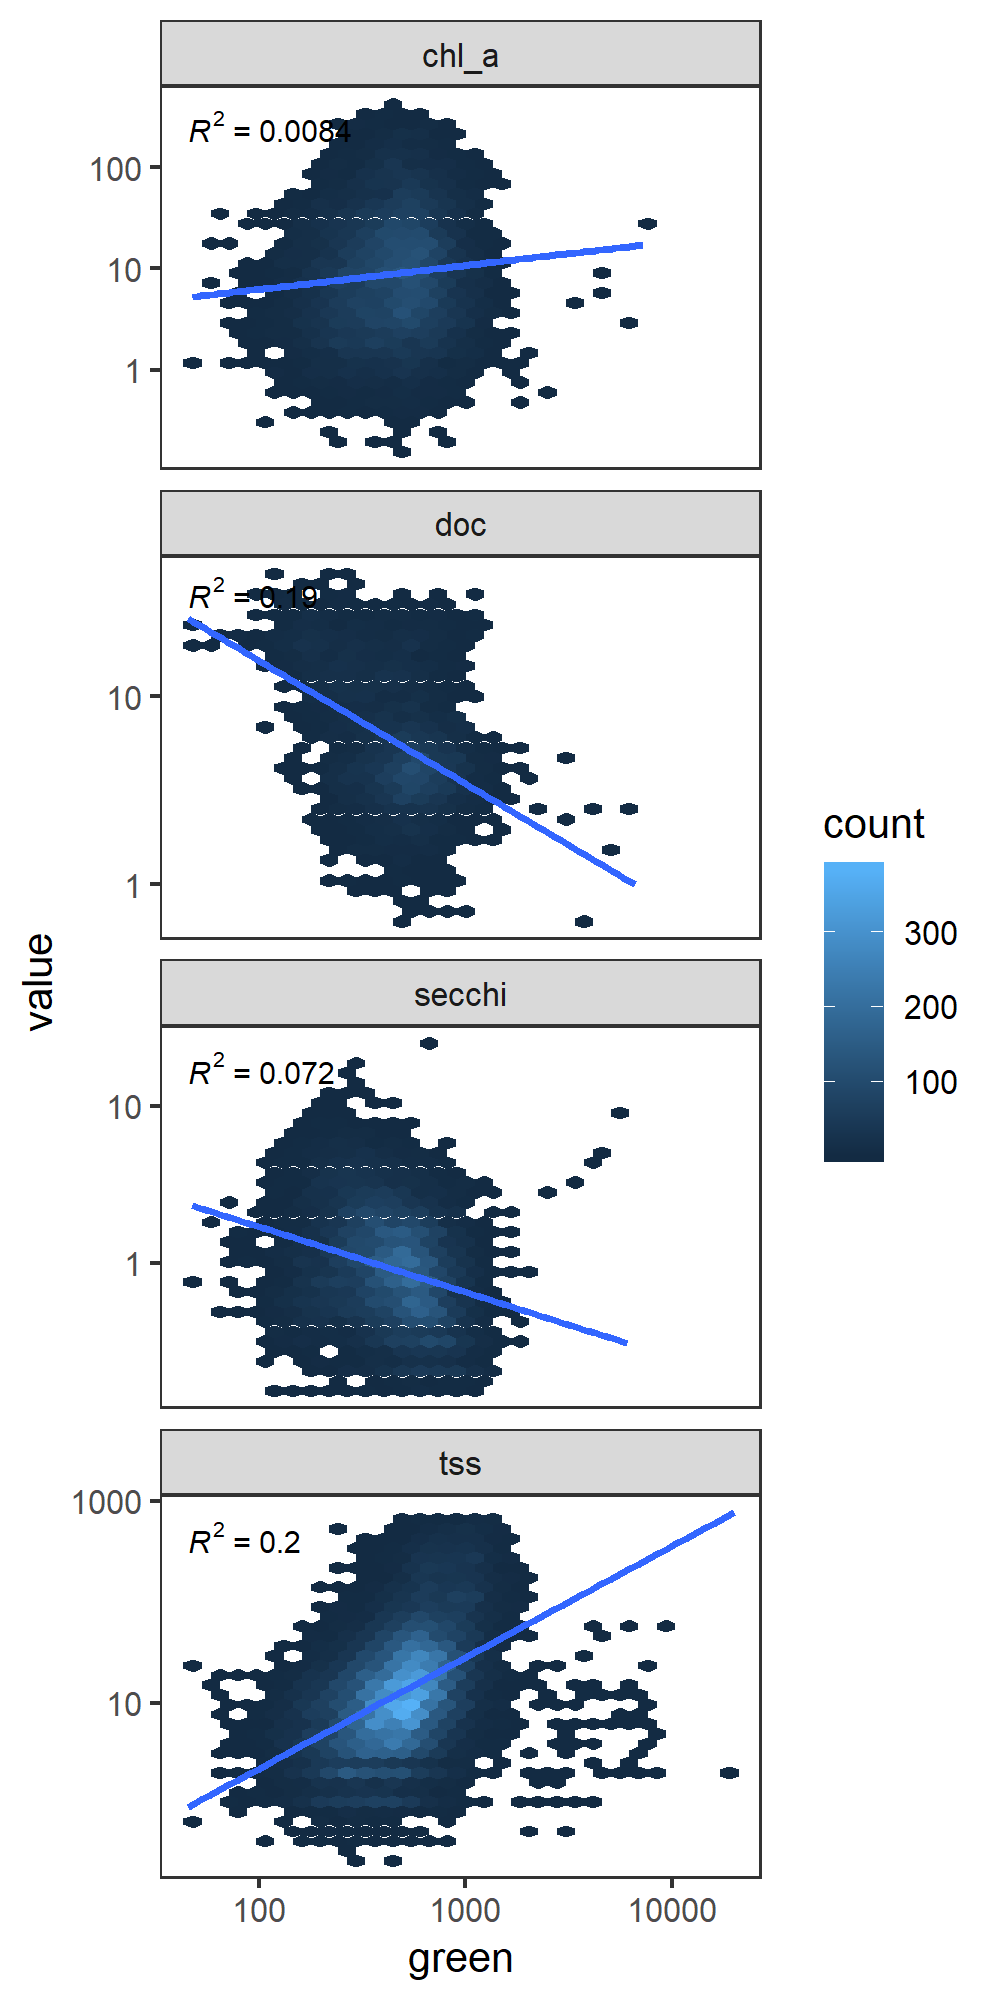 chl_a
R² = 0.0084
100
10
1
doc
R² = 0.19
10
1
secchi
R² = 0.072
10
1
tss
R² = 0.2
1000
10
100
1000
10000
green
value
count
300
200
100